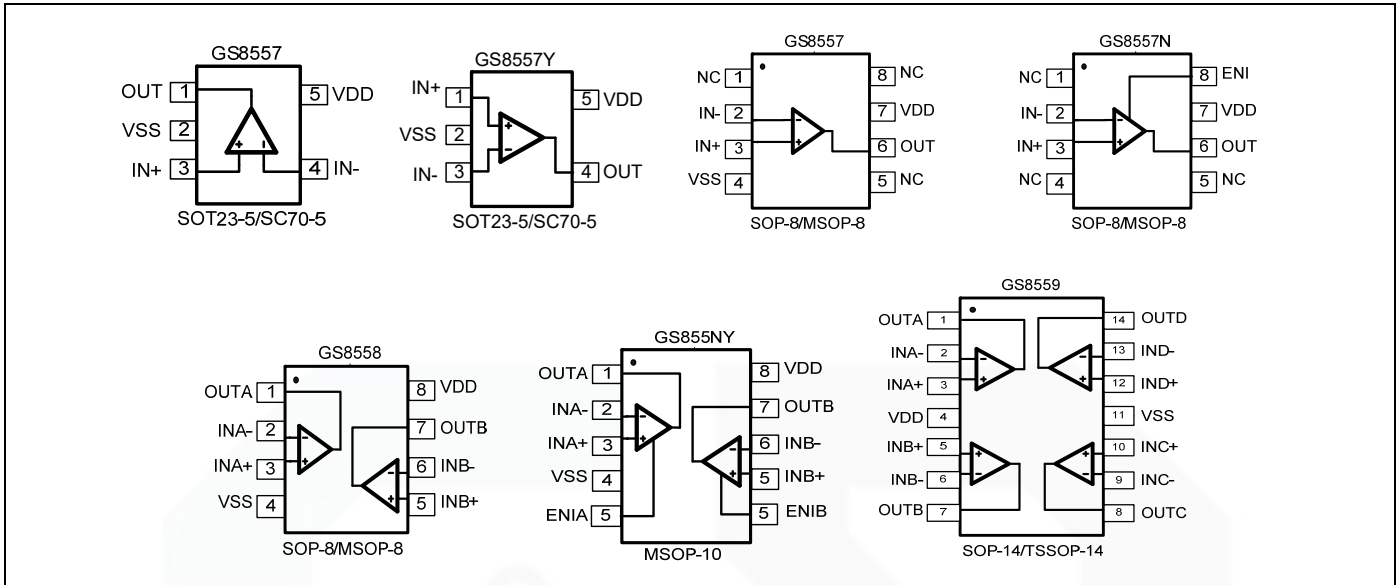 GS8557
OUT 1
5 VDD
VSS 2
IN+ 3
4 IN-
+ -
SOT23-5/SC70-5
GS8557Y
IN+ 1
5 VDD
VSS 2
IN- 3
4 OUT
+
-
SOT23-5/SC70-5
GS8557
NC 1
8 NC
IN- 2
7 VDD
IN+ 3
6 OUT
VSS 4
5 NC
-
+
SOP-8/MSOP-8
GS8557N
NC 1
8 ENI
IN- 2
7 VDD
IN+ 3
6 OUT
NC 4
5 NC
-
+
SOP-8/MSOP-8
GS8558
OUTA 1
8 VDD
INA- 2
7 OUTB
INA+ 3
6 INB-
VSS 4
5 INB+
-
+
-
+
SOP-8/MSOP-8
GS855NY
OUTA 1
8 VDD
INA- 2
7 OUTB
INA+ 3
6 INB-
VSS 4
5 INB+
ENIA 5
5 ENIB
-
+
-
+
MSOP-10
GS8559
OUTA 1
14 OUTD
INA- 2
13 IND-
INA+ 3
12 IND+
VDD 4
11 VSS
INB+ 5
10 INC+
INB- 6
9 INC-
OUTB 7
8 OUTC
-
+
-
+
+
-
+
-
SOP-14/TSSOP-14